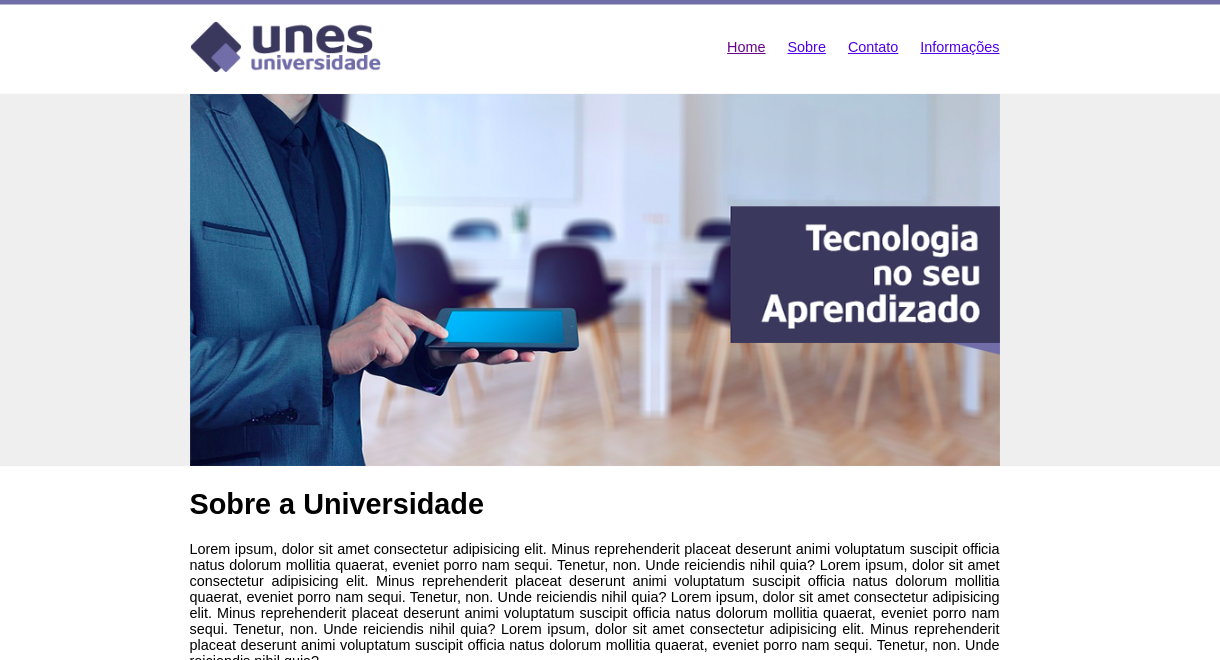 unes
universidade
Home Sobre Contato Informações
Tecnologia
no seu
Aprendizado
Sobre a Universidade
Lorem ipsum, dolor sit amet consectetur adipisicing elit. Minus reprehenderit placeat deserunt animi voluptatum suscipit officia
natus dolorum mollitia quaerat, eveniet porro nam sequi. Tenetur, non. Unde reiciendis nihil quia? Lorem ipsum, dolor sit amet
consectetur adipisicing elit. Minus reprehenderit placeat deserunt animi voluptatum suscipit officia natus dolorum mollitia
quaerat, eveniet porro nam sequi. Tenetur, non. Unde reiciendis nihil quia? Lorem ipsum, dolor sit amet consectetur adipisicing
elit. Minus reprehenderit placeat deserunt animi voluptatum suscipit officia natus dolorum mollitia quaerat, eveniet porro nam
sequi. Tenetur, non. Unde reiciendis nihil quia? Lorem ipsum, dolor sit amet consectetur adipisicing elit. Minus reprehenderit
placeat deserunt animi voluptatum suscipit officia natus dolorum mollitia quaerat, eveniet porro nam sequi. Tenetur, non. Unde
reiciendis nihil quia?